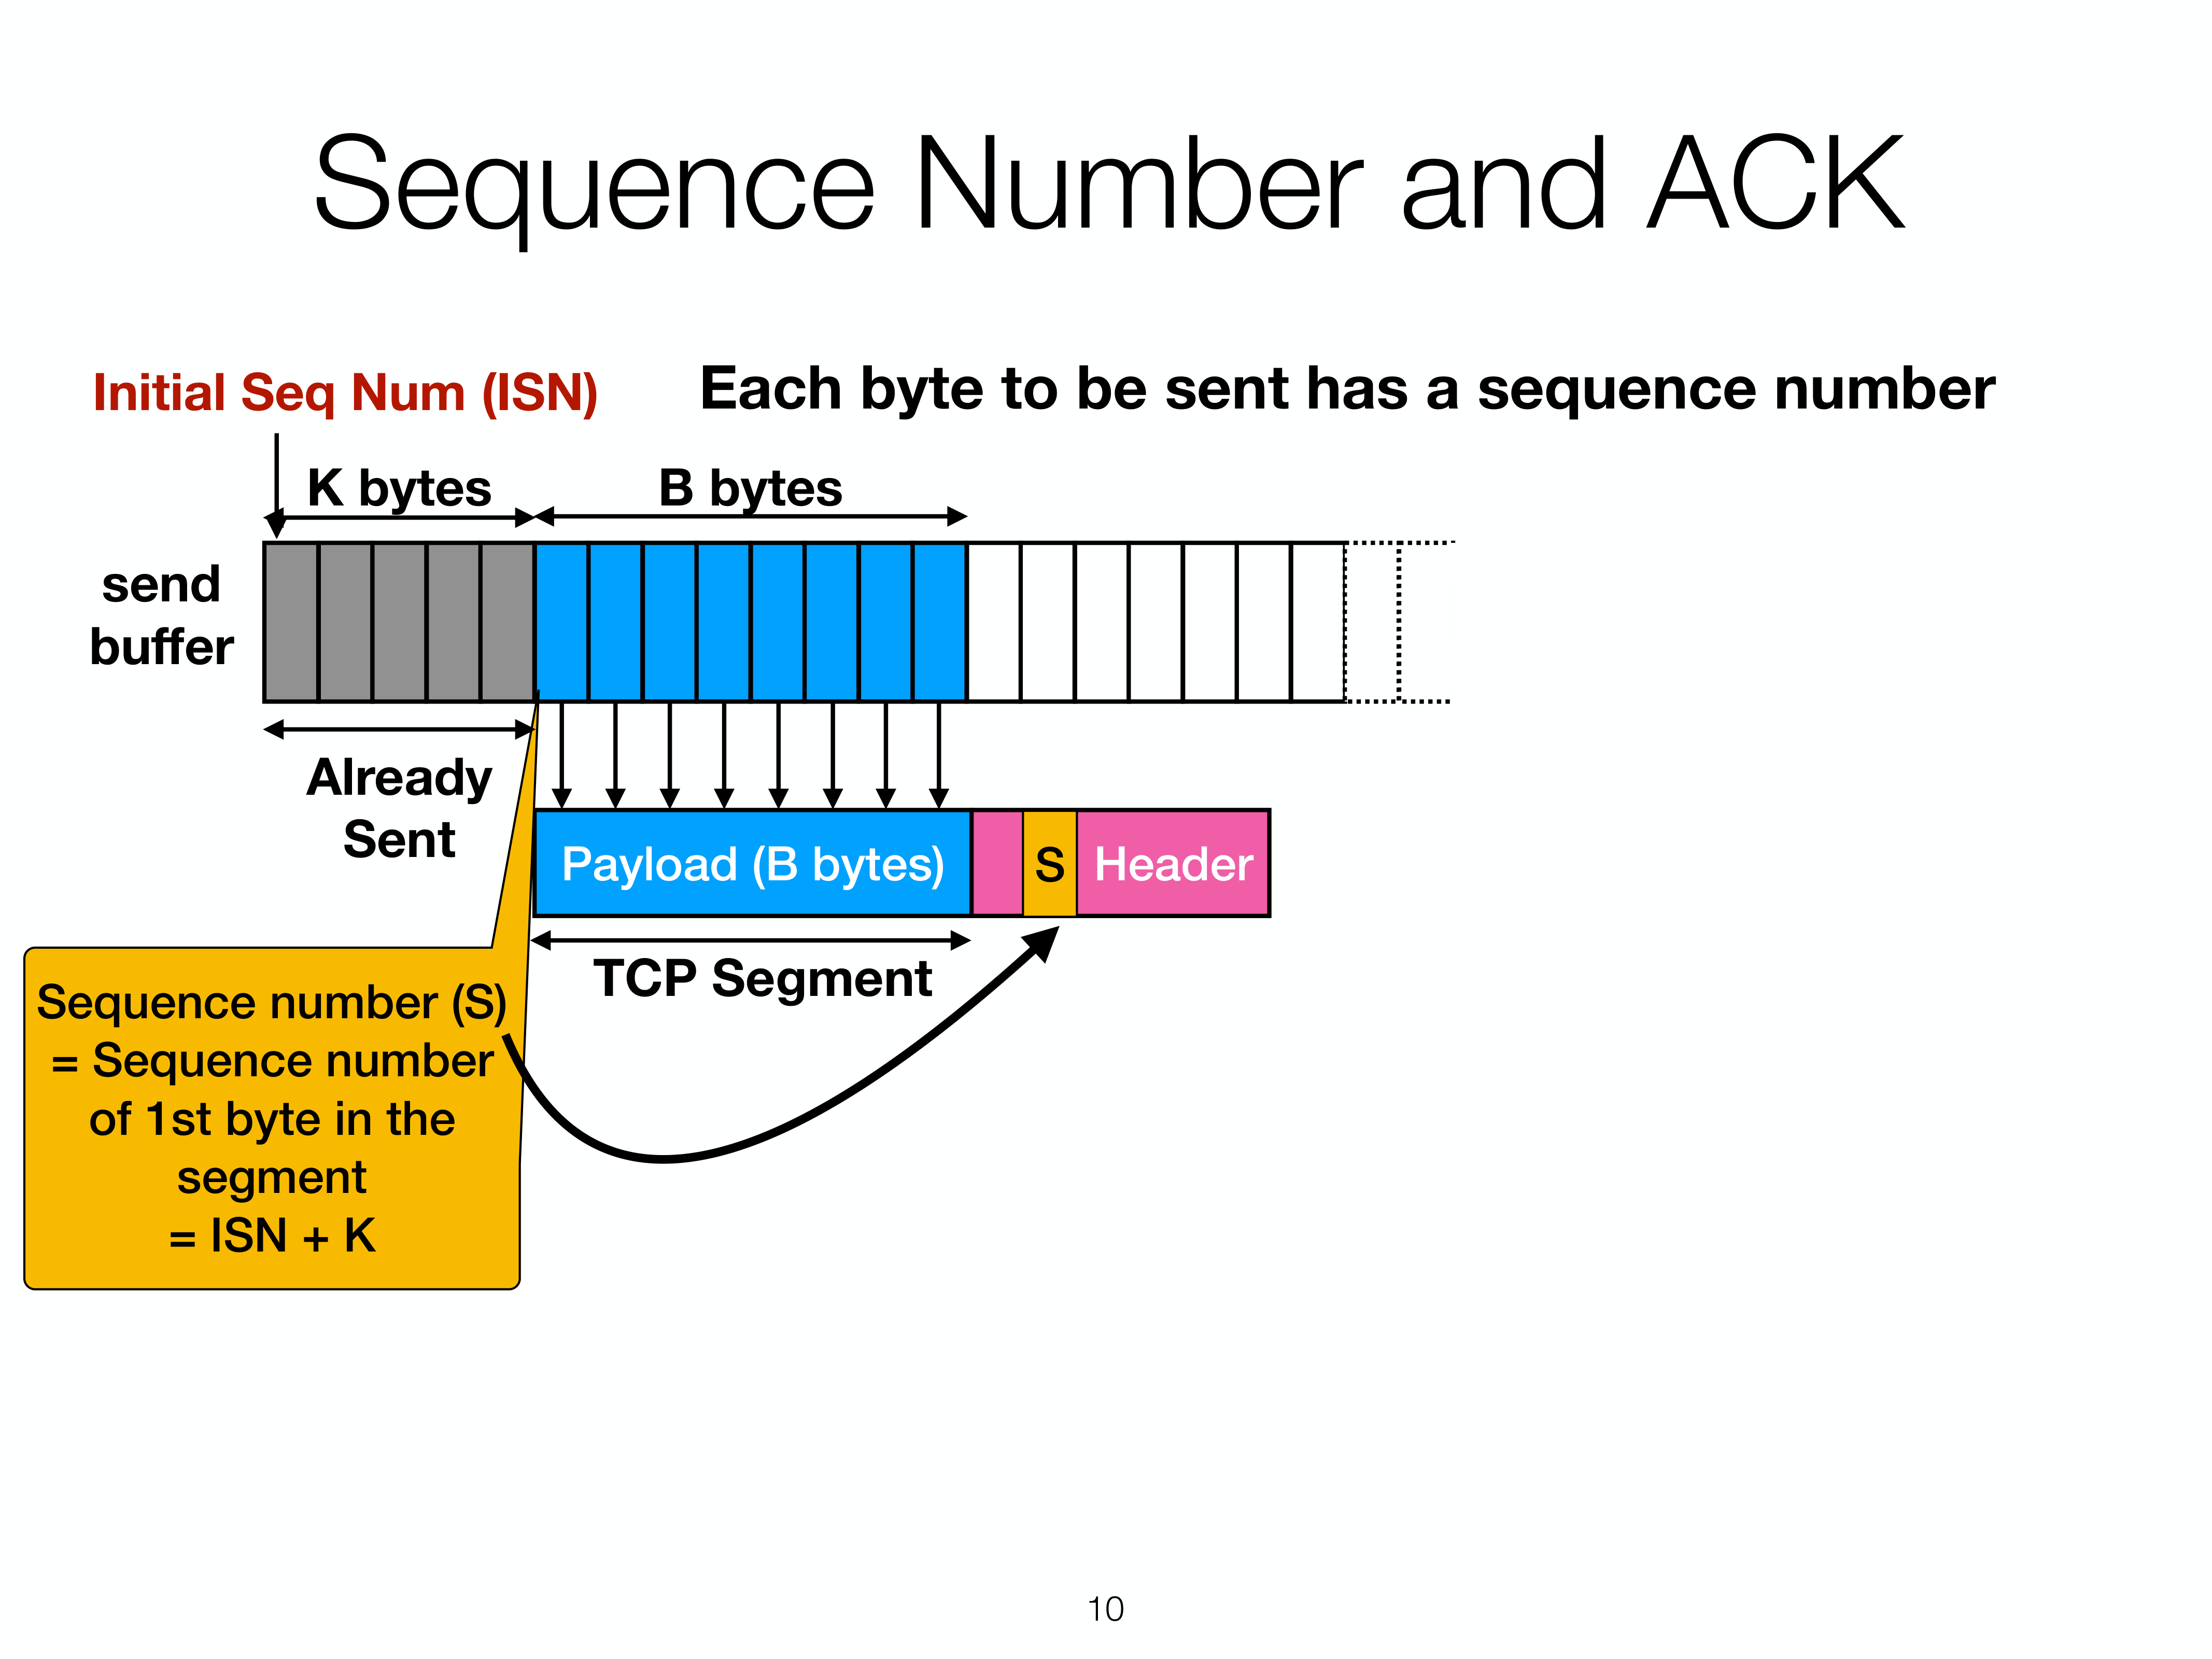 Sequence Number and ACK
Initial Seq Num (ISN)
Each byte to be sent has a sequence number
K bytes
B bytes
send
buffer
Already
Sent
Payload (B bytes)
S
Header
TCP Segment
Sequence number (S)
= Sequence number
of 1st byte in the
segment
= ISN + K
10